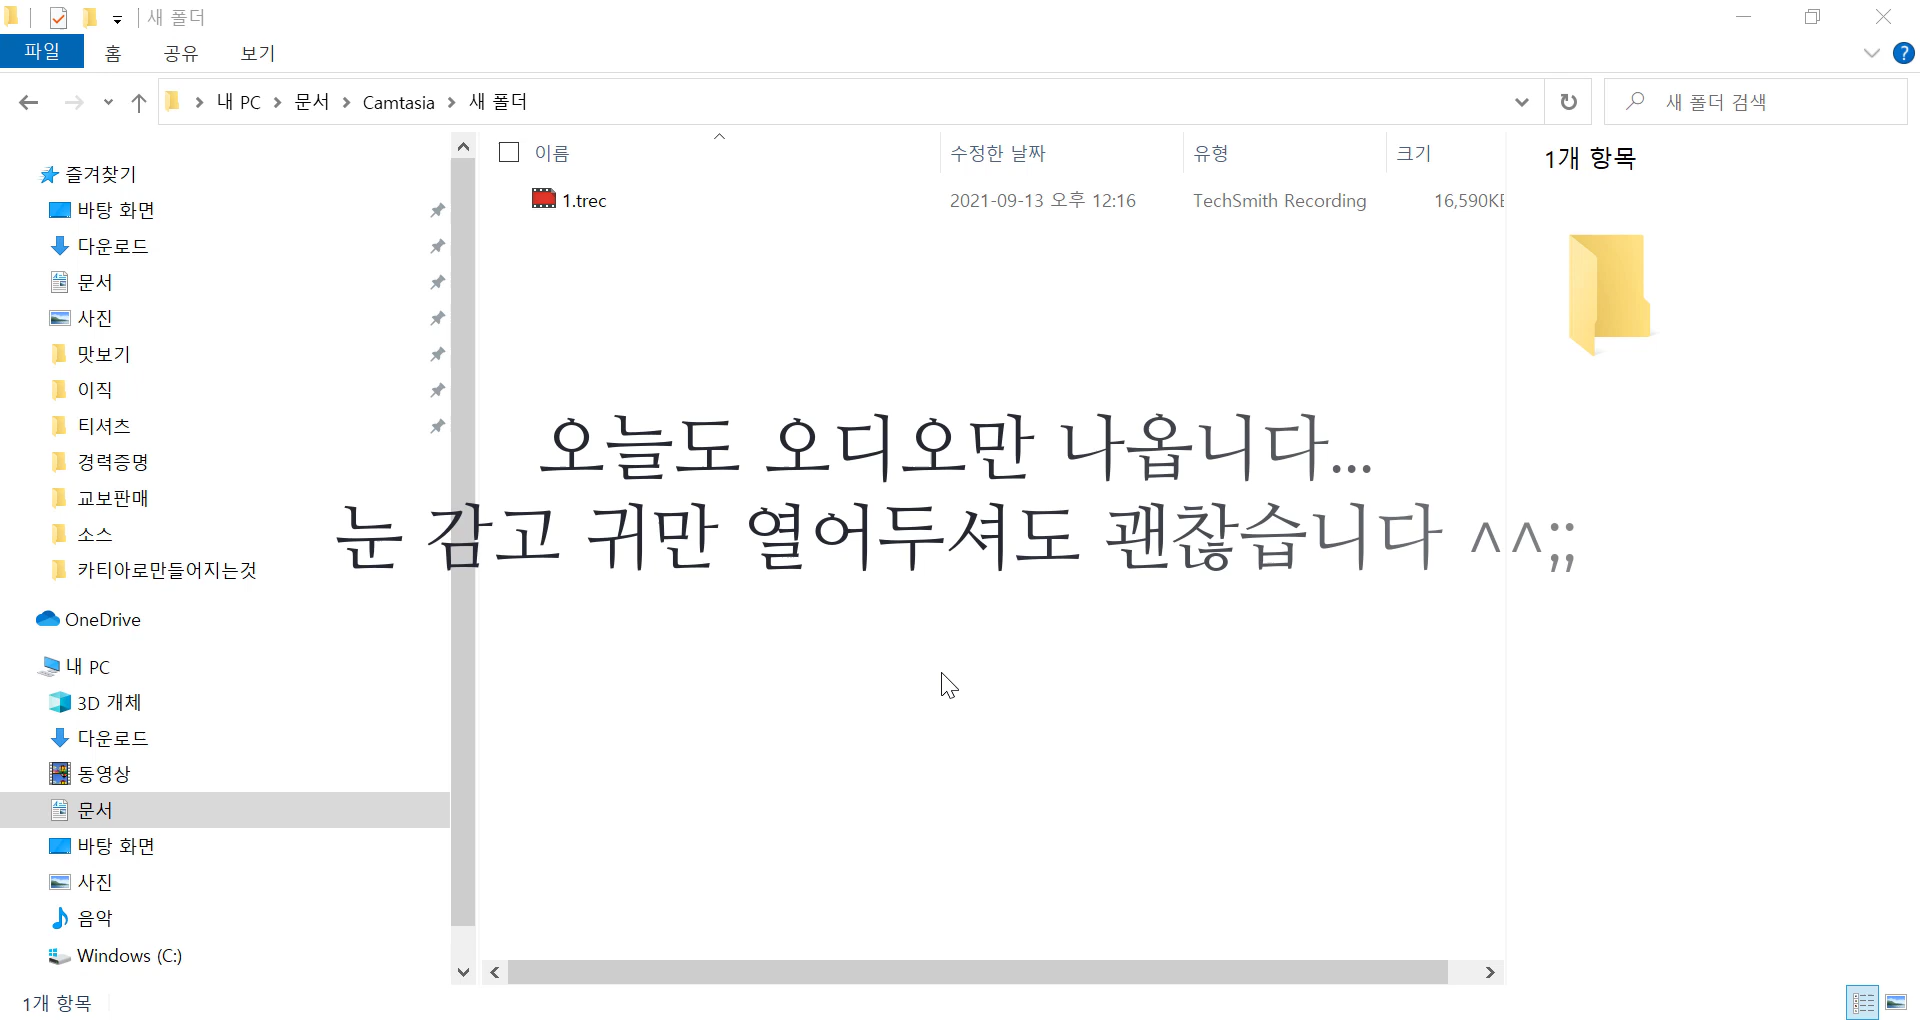 새 폴더
파일 홈 공유 보기
내 PC 문서 Camtasia 새 폴더
새 폴더 검색
이름 수정한 날짜 유형 크기
1.trec 2021-09-13 오후 12:16 TechSmith Recording 16,590KB
1개 항목
즐겨찾기
바탕 화면
다운로드
문서
사진
맛보기
이직
티셔츠
경력증명
교보판매
소스
카티아로만들어지는것
OneDrive
내 PC
3D 개체
다운로드
동영상
문서
바탕 화면
사진
음악
Windows (C:)
오늘도 오디오만 나옵니다...
눈 감고 귀만 열어두셔도 괜찮습니다 ^^;;
1개 항목